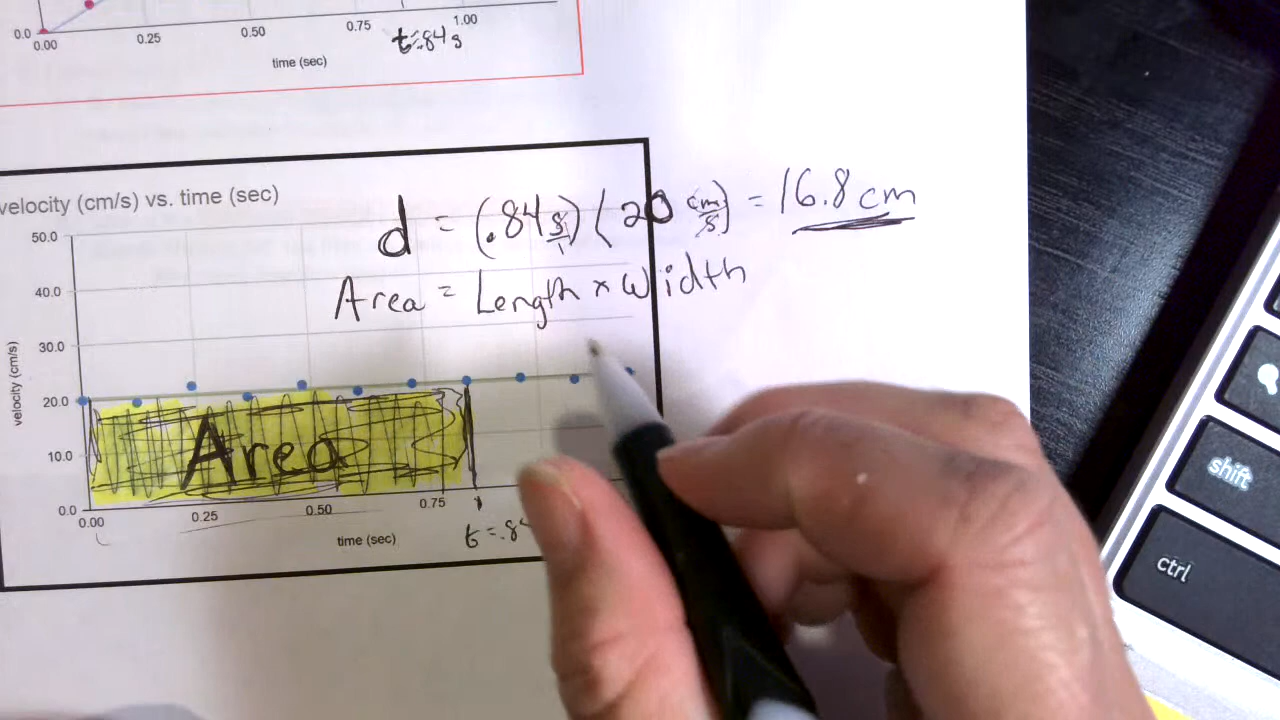 0.0
0.00 0.25 0.50 0.75 1.00
t=.84s
time (sec)
velocity (cm/s) vs. time (sec)
d = (.84 s/1) (20 cm/s) = 16.8 cm
Area = Length x Width
50.0
40.0
30.0
20.0
10.0
0.0
velocity (cm/s)
Area
0.00 0.25 0.50 0.75
t=.84
time (sec)
shift
ctrl